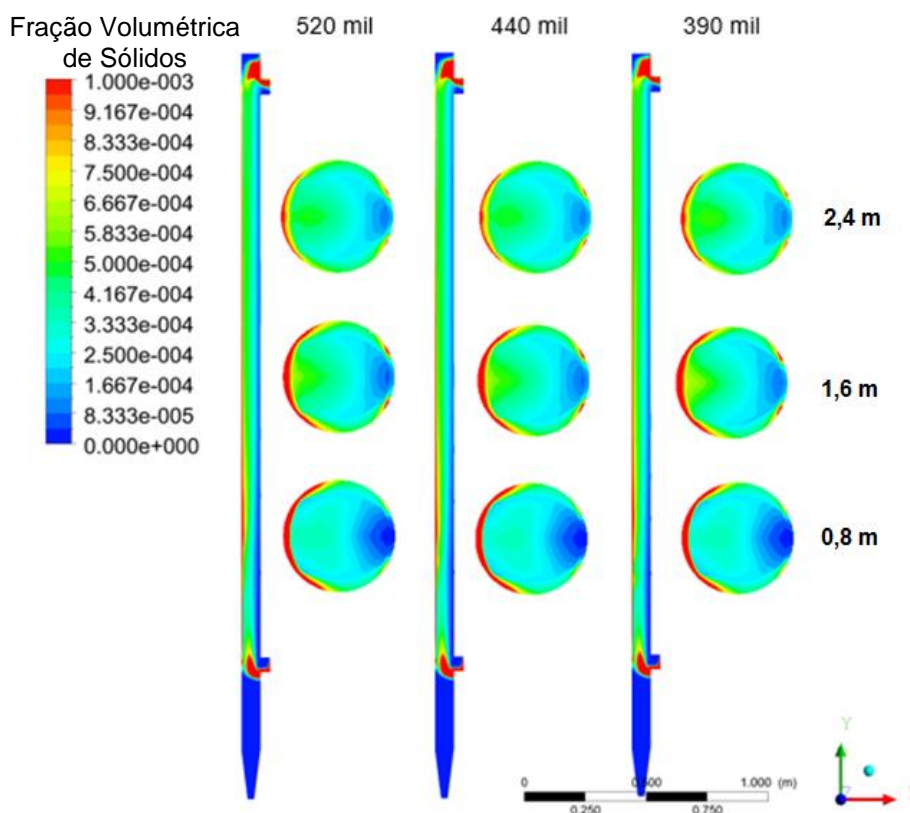 Fração Volumétrica
de Sólidos
520 mil
440 mil
390 mil
1.000e-003
9.167e-004
8.333e-004
7.500e-004
6.667e-004
5.833e-004
5.000e-004
4.167e-004
3.333e-004
2.500e-004
1.667e-004
8.333e-005
0.000e+000
2,4 m
1,6 m
0,8 m
Y
0
0.500
1.000 (m)
0.250
0.750